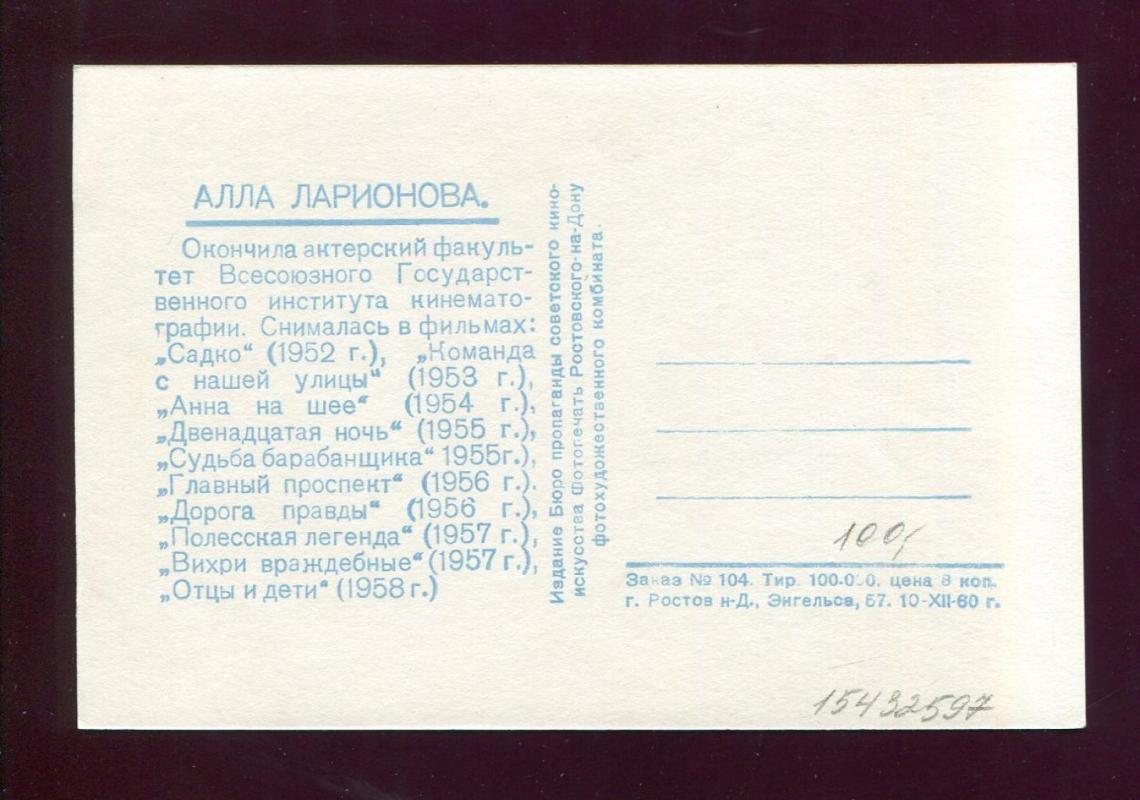 АЛЛА ЛАРИОНОВА.
Окончила актерский факуль-
тет Всесоюзного Государст-
венного института кинемато-
графии. Снималась в фильмах:
„Садко“ (1952 г.), „Команда
с нашей улицы“ (1953 г.),
„Анна на шее“ (1954 г.),
„Двенадцатая ночь“ (1955 г.),
„Судьба барабанщика“ 1955г.),
„Главный проспект“ (1956 г.).
„Дорога правды“ (1956 г.),
„Полесская легенда“ (1957 г.),
„Вихри враждебные“ (1957 г.),
„Отцы и дети“ (1958 г.)
Издание Бюро пропаганды советского кино-
искусства Фотопечать Ростовского-на-Дону
фотохудожественного комбината.
100,
Заказ № 104. Тир. 100-0 0. цена 8 коп.
г. Ростов н-Д., Энгельса, 57. 10-XII-60 г.
15432597